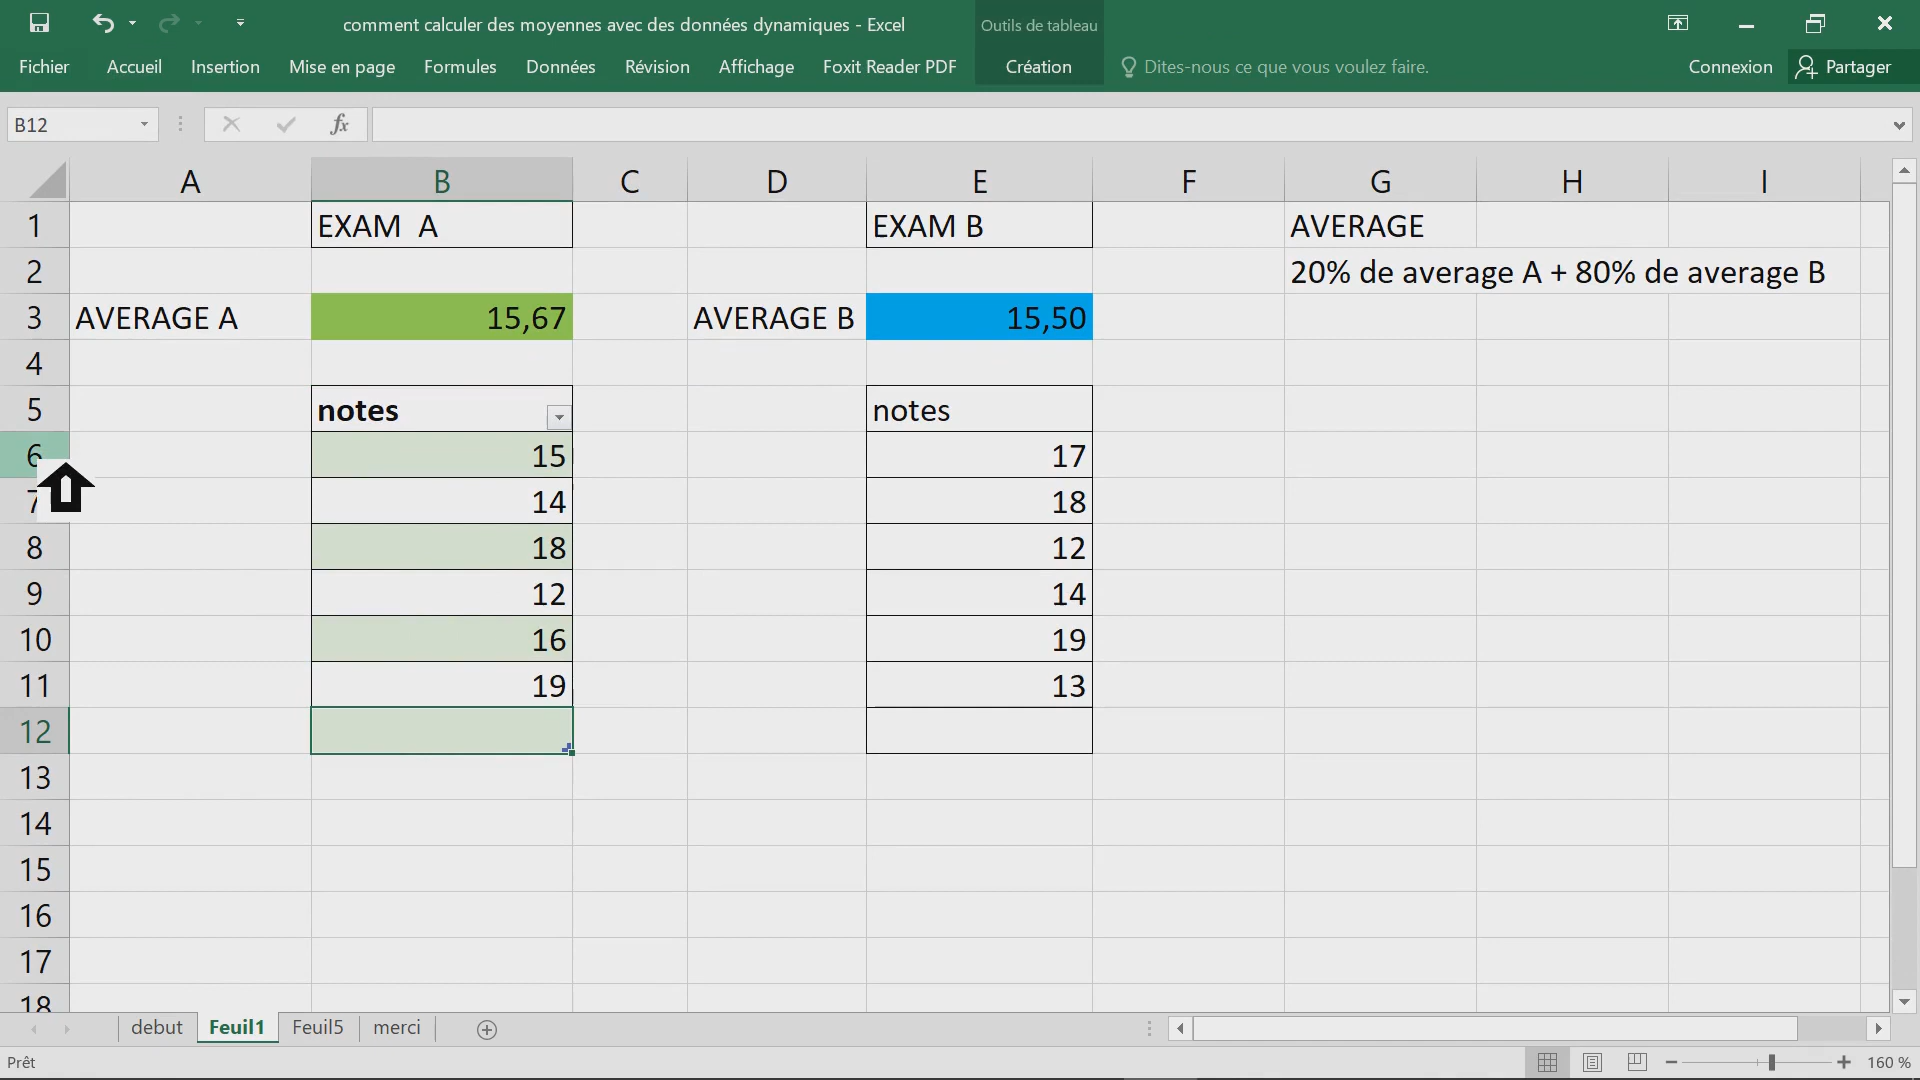 comment calculer des moyennes avec des données dynamiques - Excel
Outils de tableau
Fichier Accueil Insertion Mise en page Formules Données Révision Affichage Foxit Reader PDF Création Dites-nous ce que vous voulez faire. Connexion Partager
B12 fx
A B C D E F G H I
1 EXAM A EXAM B AVERAGE
2 20% de average A + 80% de average B
3 AVERAGE A 15,67 AVERAGE B 15,50
4
5 notes notes
6 15 17
7 14 18
8 18 12
9 12 14
10 16 19
11 19 13
12
13
14
15
16
17
18
debut Feuil1 Feuil5 merci
Prêt 160 %